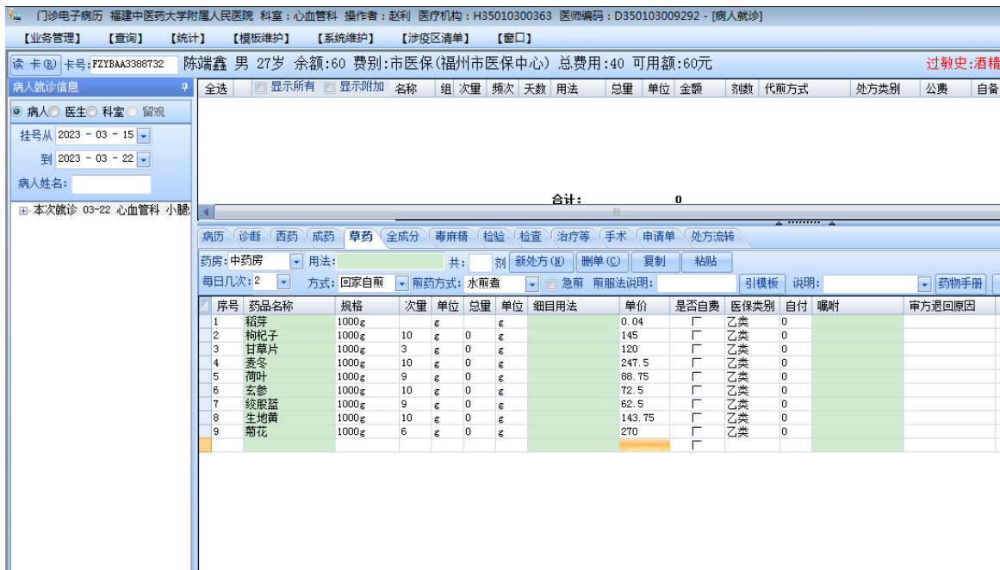 门诊电子病历 福建中医药大学附属人民医院 科室：心血管科 操作者：赵利 医疗机构：H35010300363 医师编码：D350103009292 - [病人就诊]
【业务管理】 【查询】 【统计】 【模板维护】 【系统维护】 【涉疫区清单】 【窗口】
读 卡(R) 卡号: FZYBAA3388732 陈端鑫 男 27岁 余额:60 费别:市医保(福州市医保中心) 总费用:40 可用额:60元 过敏史:酒精
病人就诊信息 全选 显示所有 显示附加 名称 组 次量 频次 天数 用法 总量 单位 金额 剂数 代煎方式 处方类别 公费 自备
病人 医生 科室 留观
挂号从 2023 - 03 - 15
到 2023 - 03 - 22
病人姓名:
合计: 0
本次就诊 03-22 心血管科 小腿
病历 诊断 西药 成药 草药 全成分 毒麻精 检验 检查 治疗等 手术 申请单 处方流转
药房: 中药房 用法: 共: 剂 新处方(N) 删单(C) 复制 粘贴
每日几次: 2 方式: 回家自煎 煎药方式: 水煎煮 急煎 煎服法说明: 引模板 说明: 药物手册
序号 药品名称 规格 次量 单位 总量 单位 细目用法 单价 是否自费 医保类别 自付 嘱咐 审方退回原因
1 稻芽 1000g g g 0.04 乙类 0
2 枸杞子 1000g 10 g 0 g 145 乙类 0
3 甘草片 1000g 3 g 0 g 120 乙类 0
4 麦冬 1000g 10 g 0 g 247.5 乙类 0
5 荷叶 1000g 9 g 0 g 88.75 乙类 0
6 玄参 1000g 10 g 0 g 72.5 乙类 0
7 绞股蓝 1000g 9 g 0 g 62.5 乙类 0
8 生地黄 1000g 10 g 0 g 143.75 乙类 0
9 菊花 1000g 6 g 0 g 270 乙类 0